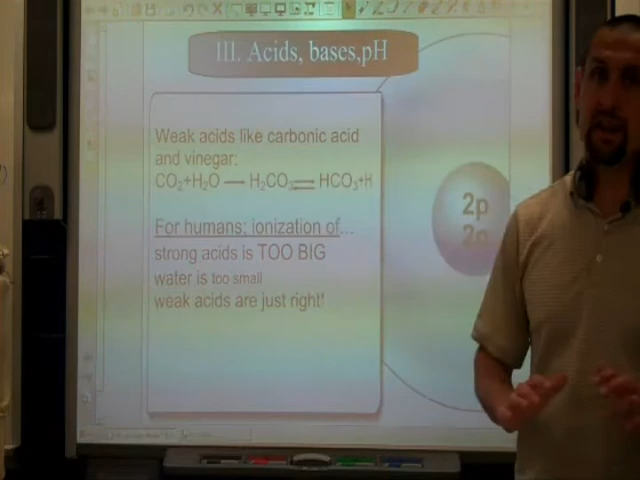 III. Acids, bases,pH
Weak acids like carbonic acid
and vinegar:
CO₂+H₂O — H₂CO₃ ⇌ HCO₃+H
For humans: ionization of...
strong acids is TOO BIG
water is too small
weak acids are just right!
2p
2n